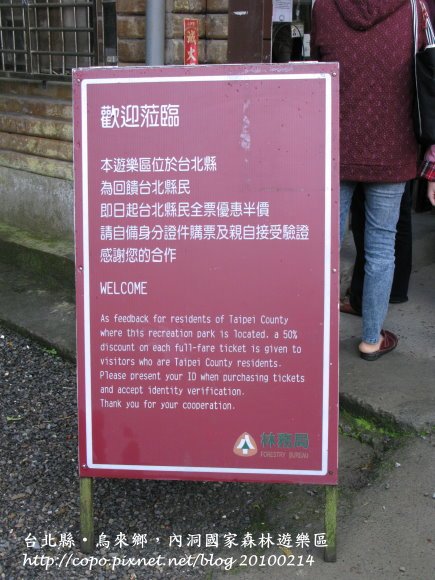 滅火
歡迎蒞臨
本遊樂區位於台北縣
為回饋台北縣民
即日起台北縣民全票優惠半價
請自備身分證件購票及親自接受驗證
感謝您的合作
WELCOME
As feedback for residents of Taipei County
where this recreation park is located, a 50%
discount on each full-fare ticket is given to
visitors who are Taipei County residents.
Please present your ID when purchasing tickets
and accept identity verification.
Thank you for your cooperation.
林務局
FORESTRY BUREAU
台北縣‧烏來鄉，內洞國家森林遊樂區
http://copo.pixnet.net/blog 20100214